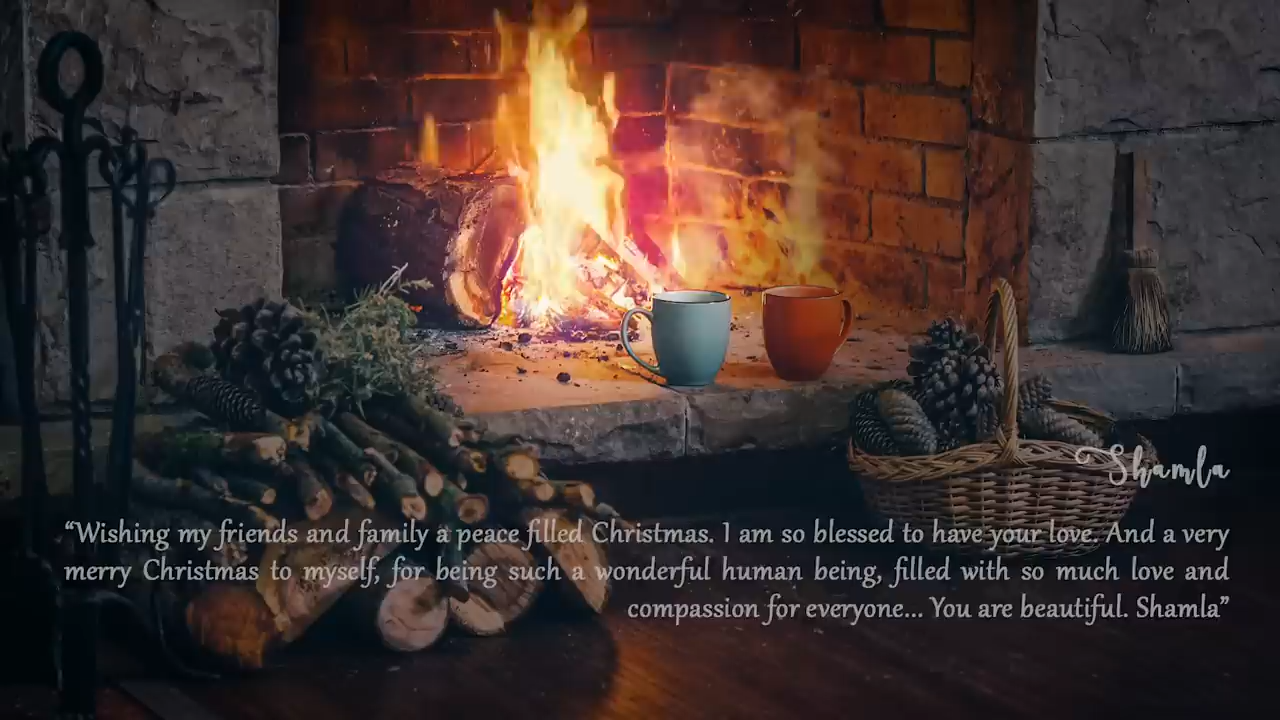 Shamla
“Wishing my friends and family a peace filled Christmas. I am so blessed to have your love. And a very
merry Christmas to myself, for being such a wonderful human being, filled with so much love and
compassion for everyone... You are beautiful. Shamla”